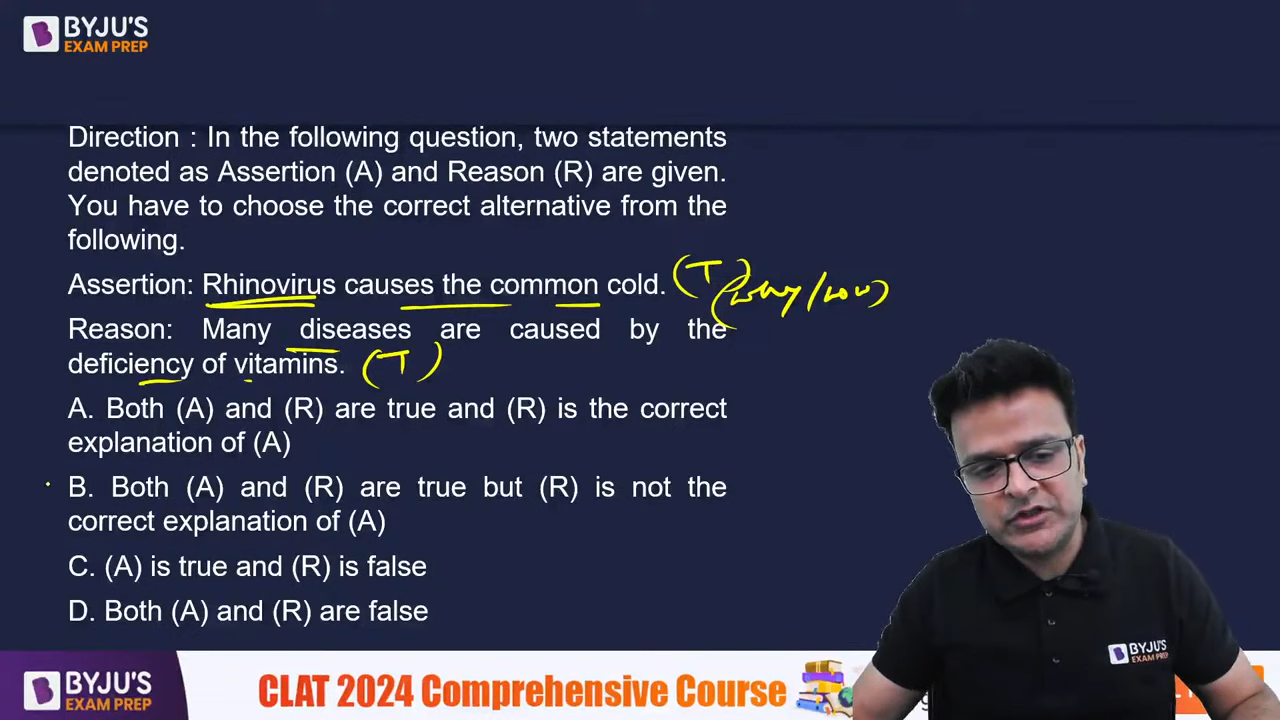 BYJU'S
EXAM PREP
Direction : In the following question, two statements
denoted as Assertion (A) and Reason (R) are given.
You have to choose the correct alternative from the
following.
Assertion: Rhinovirus causes the common cold. (T)
(why/how)
Reason: Many diseases are caused by the
deficiency of vitamins. (T)
A. Both (A) and (R) are true and (R) is the correct
explanation of (A)
B. Both (A) and (R) are true but (R) is not the
correct explanation of (A)
C. (A) is true and (R) is false
D. Both (A) and (R) are false
BYJU'S
EXAM PREP
BYJU'S
EXAM PREP
CLAT 2024 Comprehensive Course